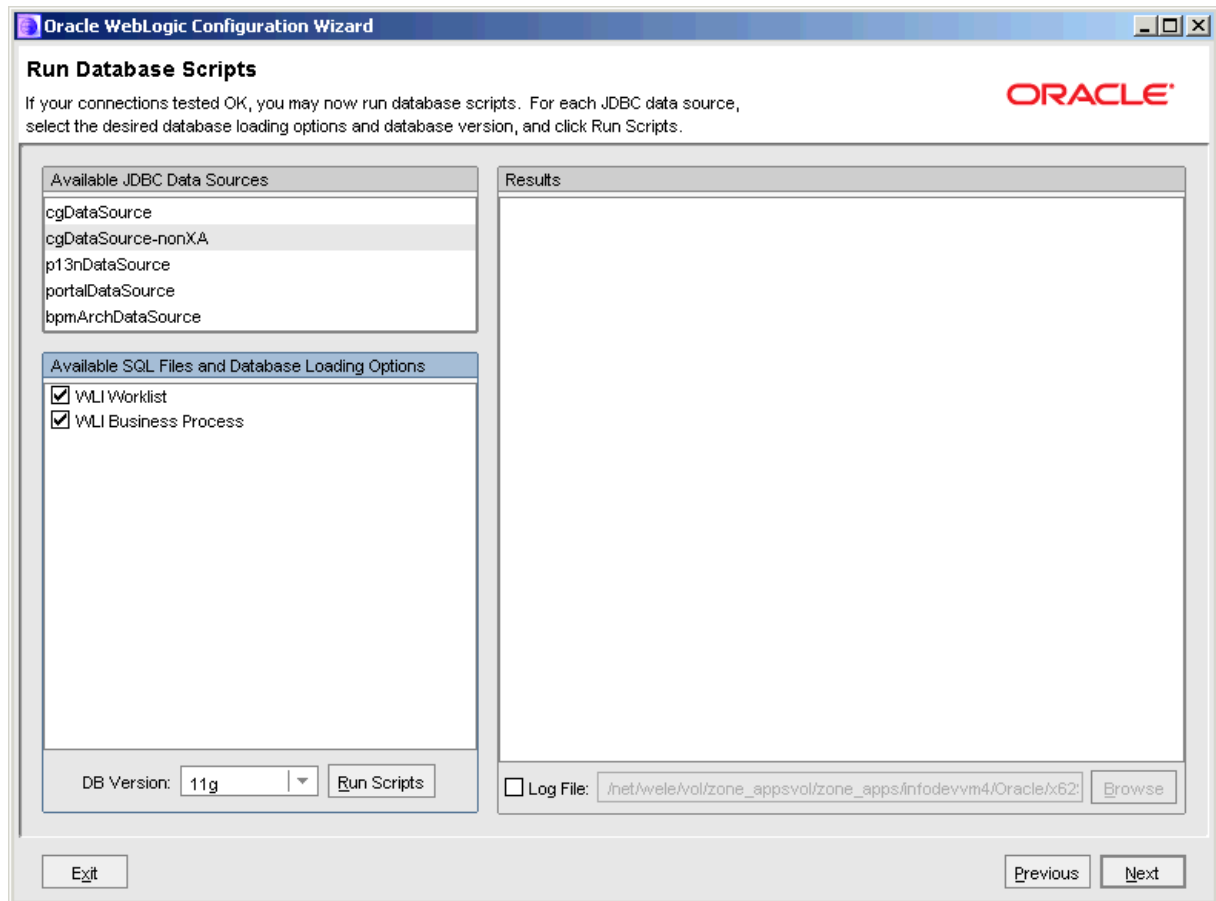 Oracle WebLogic Configuration Wizard
Run Database Scripts
If your connections tested OK, you may now run database scripts. For each JDBC data source,
select the desired database loading options and database version, and click Run Scripts.
ORACLE
Available JDBC Data Sources
cgDataSource
cgDataSource-nonXA
p13nDataSource
portalDataSource
bpmArchDataSource
Available SQL Files and Database Loading Options
WLI Worklist
WLI Business Process
DB Version: 11g Run Scripts
Results
Log File: /net/wele/vol/zone_appsvol/zone_apps/infodevvm4/Oracle/x62 Browse
Exit Previous Next